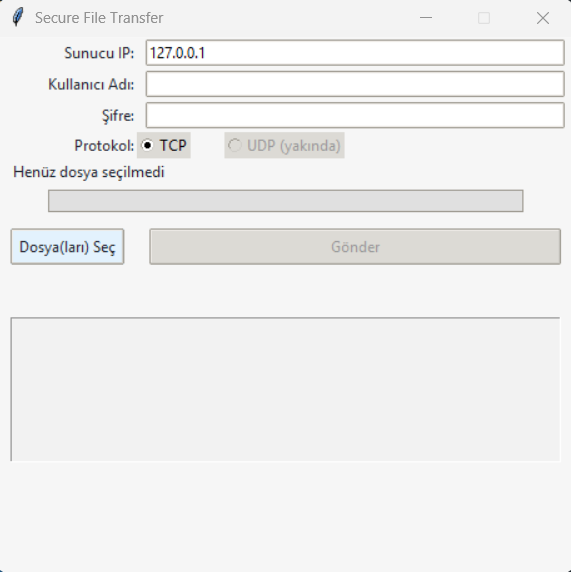 Secure File Transfer
Sunucu IP: 127.0.0.1
Kullanıcı Adı:
Şifre:
Protokol: TCP UDP (yakında)
Henüz dosya seçilmedi
Dosya(ları) Seç Gönder